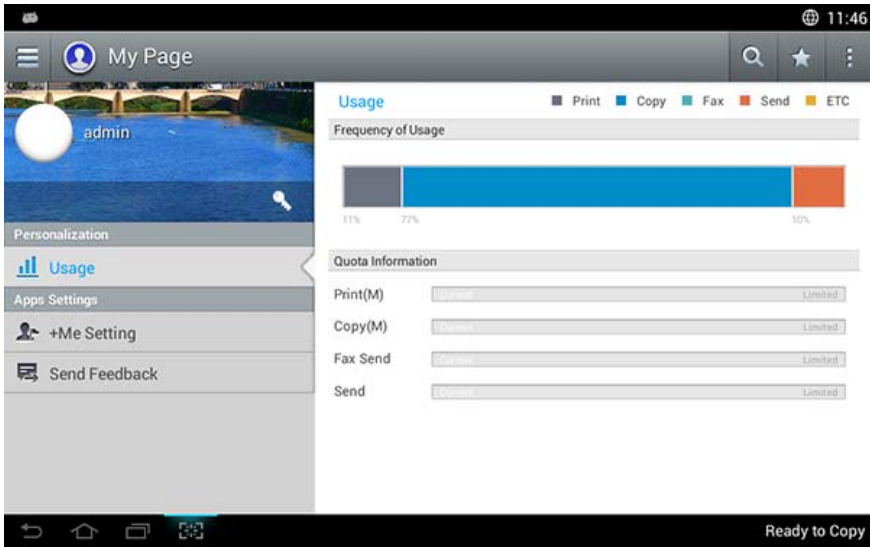 11:46
My Page
admin
Personalization
Usage
Apps Settings
+Me Setting
Send Feedback
Usage
Print Copy Fax Send ETC
Frequency of Usage
11% 77% 10%
Quota Information
Print(M) Current Limited
Copy(M) Current Limited
Fax Send Current Limited
Send Current Limited
Ready to Copy